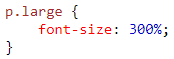 p.large {
    font-size: 300%;
}